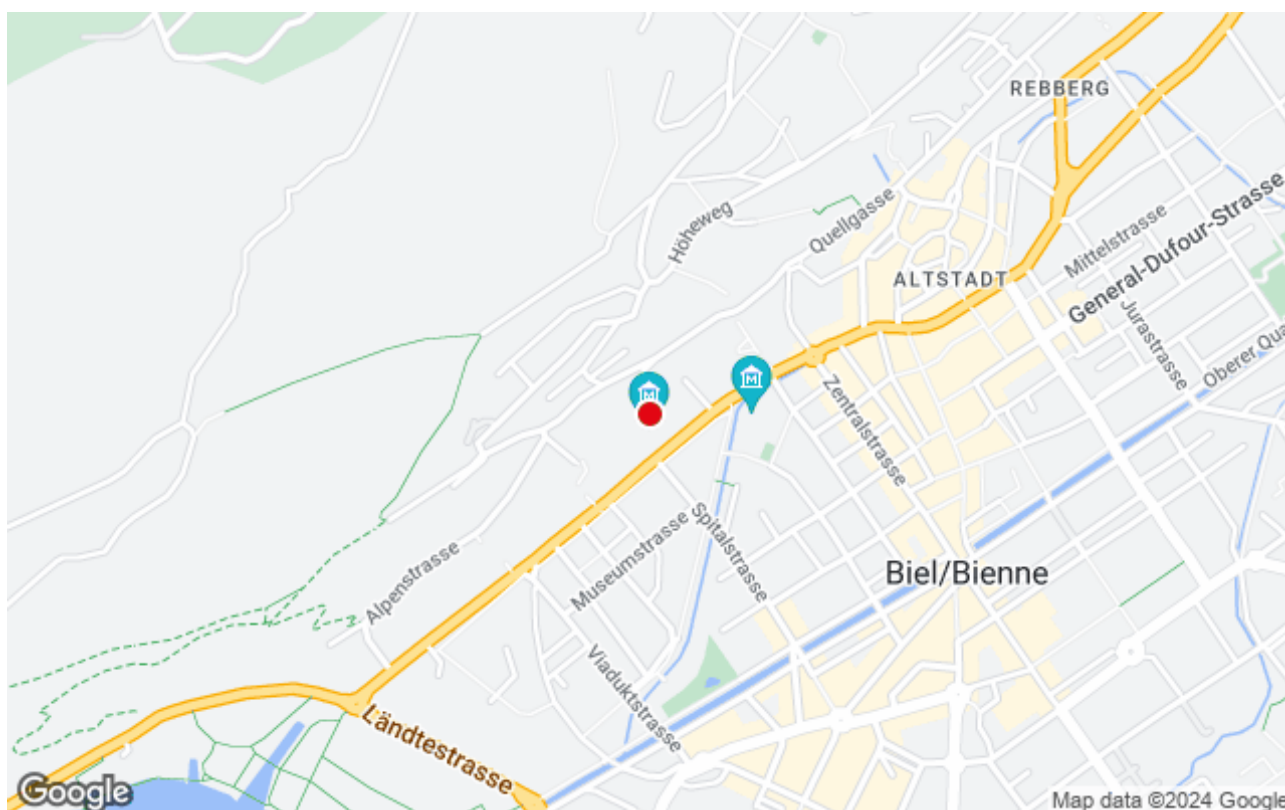 REBBERG
Höheweg
Quellgasse
Mittelstrasse
General-Dufour-Strasse
ALTSTADT
Jurastrasse
Oberer Qua
M
M
Zentralstrasse
Spitalstrasse
Museumstrasse
Biel/Bienne
Alpenstrasse
Viaduktstrasse
Ländtestrasse
Google
Map data ©2024 Google